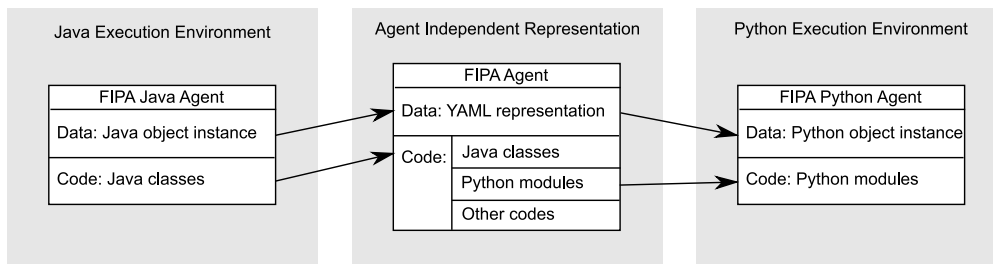 Java Execution Environment
Agent Independent Representation
Python Execution Environment
FIPA Java Agent
Data: Java object instance
Code: Java classes
FIPA Agent
Data: YAML representation
Code:
Java classes
Python modules
Other codes
FIPA Python Agent
Data: Python object instance
Code: Python modules